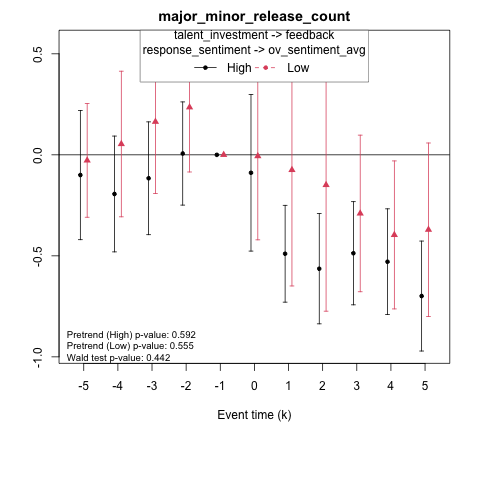 major_minor_release_count
talent_investment -> feedback
response_sentiment -> ov_sentiment_avg
High Low
0.5
0.0
-0.5
-1.0
Pretrend (High) p-value: 0.592
Pretrend (Low) p-value: 0.555
Wald test p-value: 0.442
-5 -4 -3 -2 -1 0 1 2 3 4 5
Event time (k)